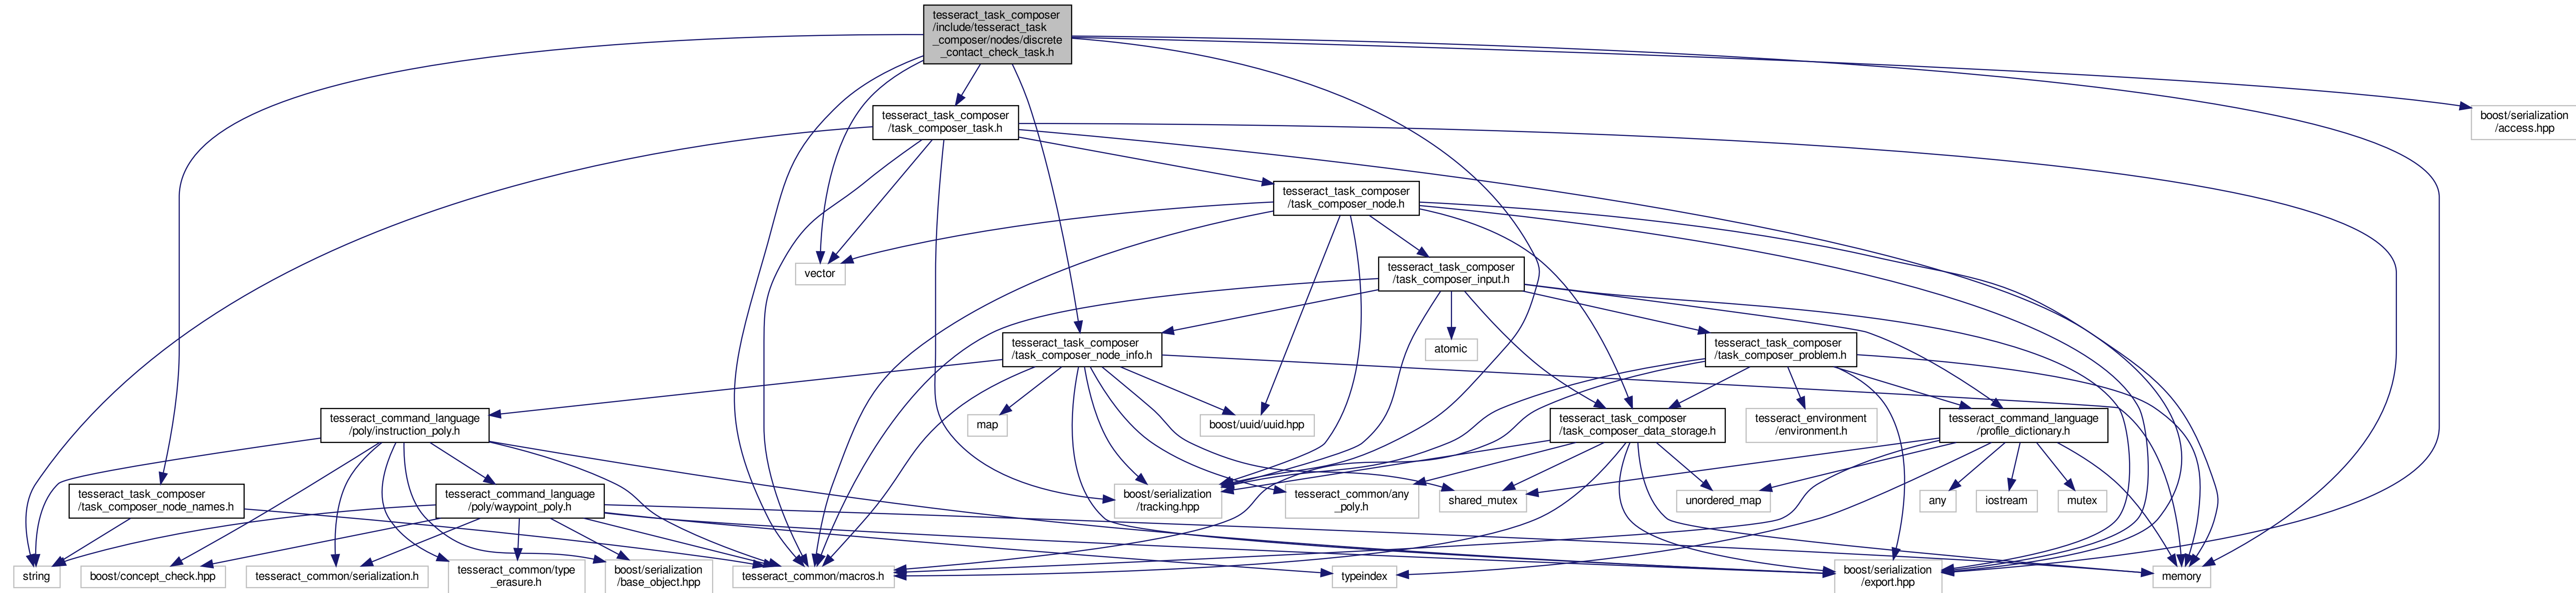 tesseract_task_composer
/include/tesseract_task
_composer/nodes/discrete
_contact_check_task.h
tesseract_task_composer
/task_composer_task.h
boost/serialization
/access.hpp
tesseract_task_composer
/task_composer_node.h
vector
tesseract_task_composer
/task_composer_input.h
tesseract_task_composer
/task_composer_node_info.h
atomic
tesseract_task_composer
/task_composer_problem.h
tesseract_command_language
/poly/instruction_poly.h
map
boost/uuid/uuid.hpp
tesseract_task_composer
/task_composer_data_storage.h
tesseract_environment
/environment.h
tesseract_command_language
/profile_dictionary.h
tesseract_task_composer
/task_composer_node_names.h
tesseract_command_language
/poly/waypoint_poly.h
boost/serialization
/tracking.hpp
tesseract_common/any
_poly.h
shared_mutex
unordered_map
any
iostream
mutex
string
boost/concept_check.hpp
tesseract_common/serialization.h
tesseract_common/type
_erasure.h
boost/serialization
/base_object.hpp
tesseract_common/macros.h
typeindex
boost/serialization
/export.hpp
memory